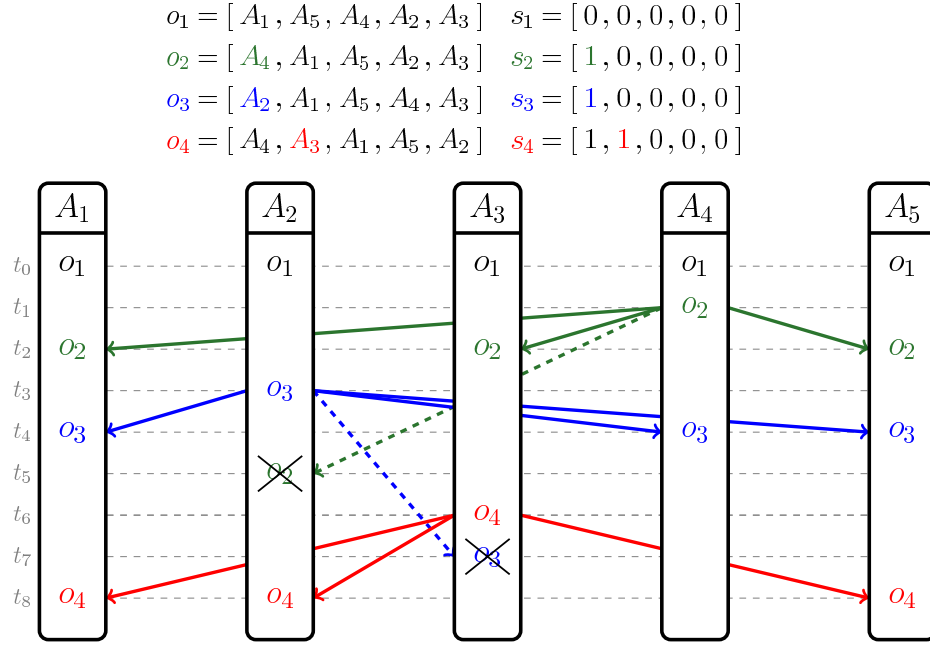 o₁ = [ A₁ , A₅ , A₄ , A₂ , A₃ ] s₁ = [ 0 , 0 , 0 , 0 , 0 ]
o₂ = [ A₄ , A₁ , A₅ , A₂ , A₃ ] s₂ = [ 1 , 0 , 0 , 0 , 0 ]
o₃ = [ A₂ , A₁ , A₅ , A₄ , A₃ ] s₃ = [ 1 , 0 , 0 , 0 , 0 ]
o₄ = [ A₄ , A₃ , A₁ , A₅ , A₂ ] s₄ = [ 1 , 1 , 0 , 0 , 0 ]
A₁ A₂ A₃ A₄ A₅
t₀ o₁ o₁ o₁ o₁ o₁
t₁ o₂
t₂ o₂ o₂ o₂
t₃ o₃
t₄ o₃ o₃ o₃
t₅ o₂
t₆ o₄
t₇ o₃
t₈ o₄ o₄ o₄